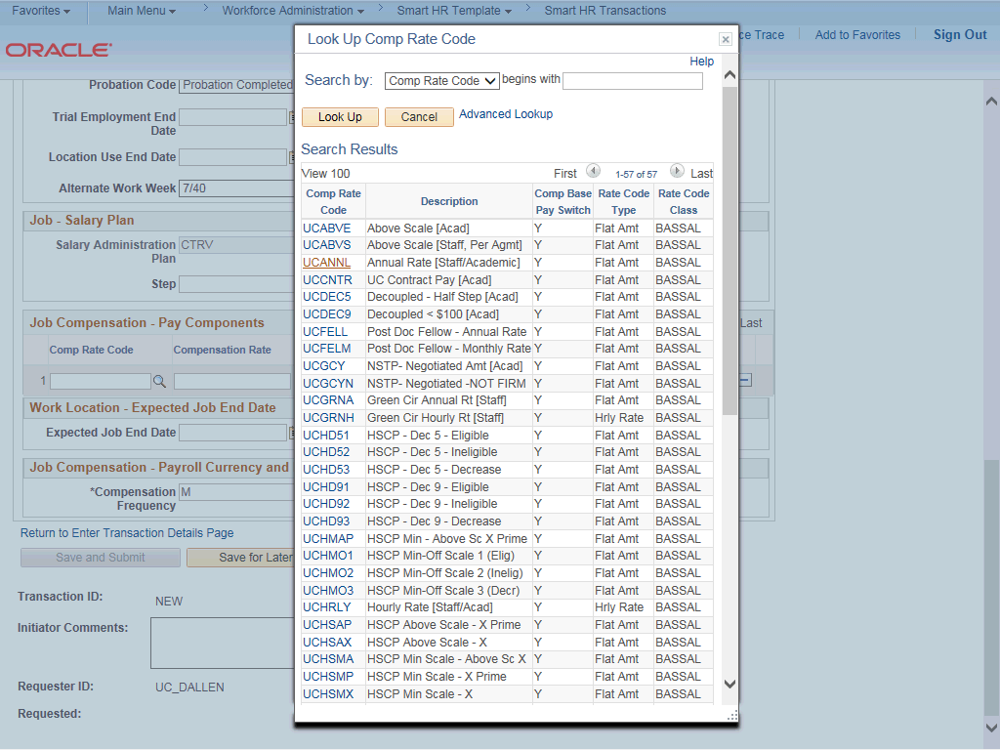 Favorites Main Menu > Workforce Administration > Smart HR Template > Smart HR Transactions
ORACLE
ce Trace Add to Favorites Sign Out
Probation Code Probation Completed
Trial Employment End
Date
Location Use End Date
Alternate Work Week 7/40
Job - Salary Plan
Salary Administration CTRV
Plan
Step
Job Compensation - Pay Components
Last
Comp Rate Code Compensation Rate
1
Work Location - Expected Job End Date
Expected Job End Date
Job Compensation - Payroll Currency and
*Compensation M
Frequency
Return to Enter Transaction Details Page
Save and Submit Save for Later
Transaction ID: NEW
Initiator Comments:
Requester ID: UC_DALLEN
Requested:
Look Up Comp Rate Code
Help
Search by: Comp Rate Code begins with
Look Up Cancel Advanced Lookup
Search Results
View 100 First 1-57 of 57 Last
Comp Rate Code Description Comp Base Pay Switch Rate Code Type Rate Code Class
UCABVE Above Scale [Acad] Y Flat Amt BASSAL
UCABVS Above Scale [Staff, Per Agmt] Y Flat Amt BASSAL
UCANNL Annual Rate [Staff/Academic] Y Flat Amt BASSAL
UCCNTR UC Contract Pay [Acad] Y Flat Amt BASSAL
UCDEC5 Decoupled - Half Step [Acad] Y Flat Amt BASSAL
UCDEC9 Decoupled < $100 [Acad] Y Flat Amt BASSAL
UCFELL Post Doc Fellow - Annual Rate Y Flat Amt BASSAL
UCFELM Post Doc Fellow - Monthly Rate Y Flat Amt BASSAL
UCGCY NSTP- Negotiated Amt [Acad] Y Flat Amt BASSAL
UCGCYN NSTP- Negotiated -NOT FIRM Y Flat Amt BASSAL
UCGRNA Green Cir Annual Rt [Staff] Y Flat Amt BASSAL
UCGRNH Green Cir Hourly Rt [Staff] Y Hrly Rate BASSAL
UCHD51 HSCP - Dec 5 - Eligible Y Flat Amt BASSAL
UCHD52 HSCP - Dec 5 - Ineligible Y Flat Amt BASSAL
UCHD53 HSCP - Dec 5 - Decrease Y Flat Amt BASSAL
UCHD91 HSCP - Dec 9 - Eligible Y Flat Amt BASSAL
UCHD92 HSCP - Dec 9 - Ineligible Y Flat Amt BASSAL
UCHD93 HSCP - Dec 9 - Decrease Y Flat Amt BASSAL
UCHMAP HSCP Min - Above Sc X Prime Y Flat Amt BASSAL
UCHMO1 HSCP Min-Off Scale 1 (Elig) Y Flat Amt BASSAL
UCHMO2 HSCP Min-Off Scale 2 (Inelig) Y Flat Amt BASSAL
UCHMO3 HSCP Min-Off Scale 3 (Decr) Y Flat Amt BASSAL
UCHRLY Hourly Rate [Staff/Acad] Y Hrly Rate BASSAL
UCHSAP HSCP Above Scale - X Prime Y Flat Amt BASSAL
UCHSAX HSCP Above Scale - X Y Flat Amt BASSAL
UCHSMA HSCP Min Scale - Above Sc X Y Flat Amt BASSAL
UCHSMP HSCP Min Scale - X Prime Y Flat Amt BASSAL
UCHSMX HSCP Min Scale - X Y Flat Amt BASSAL